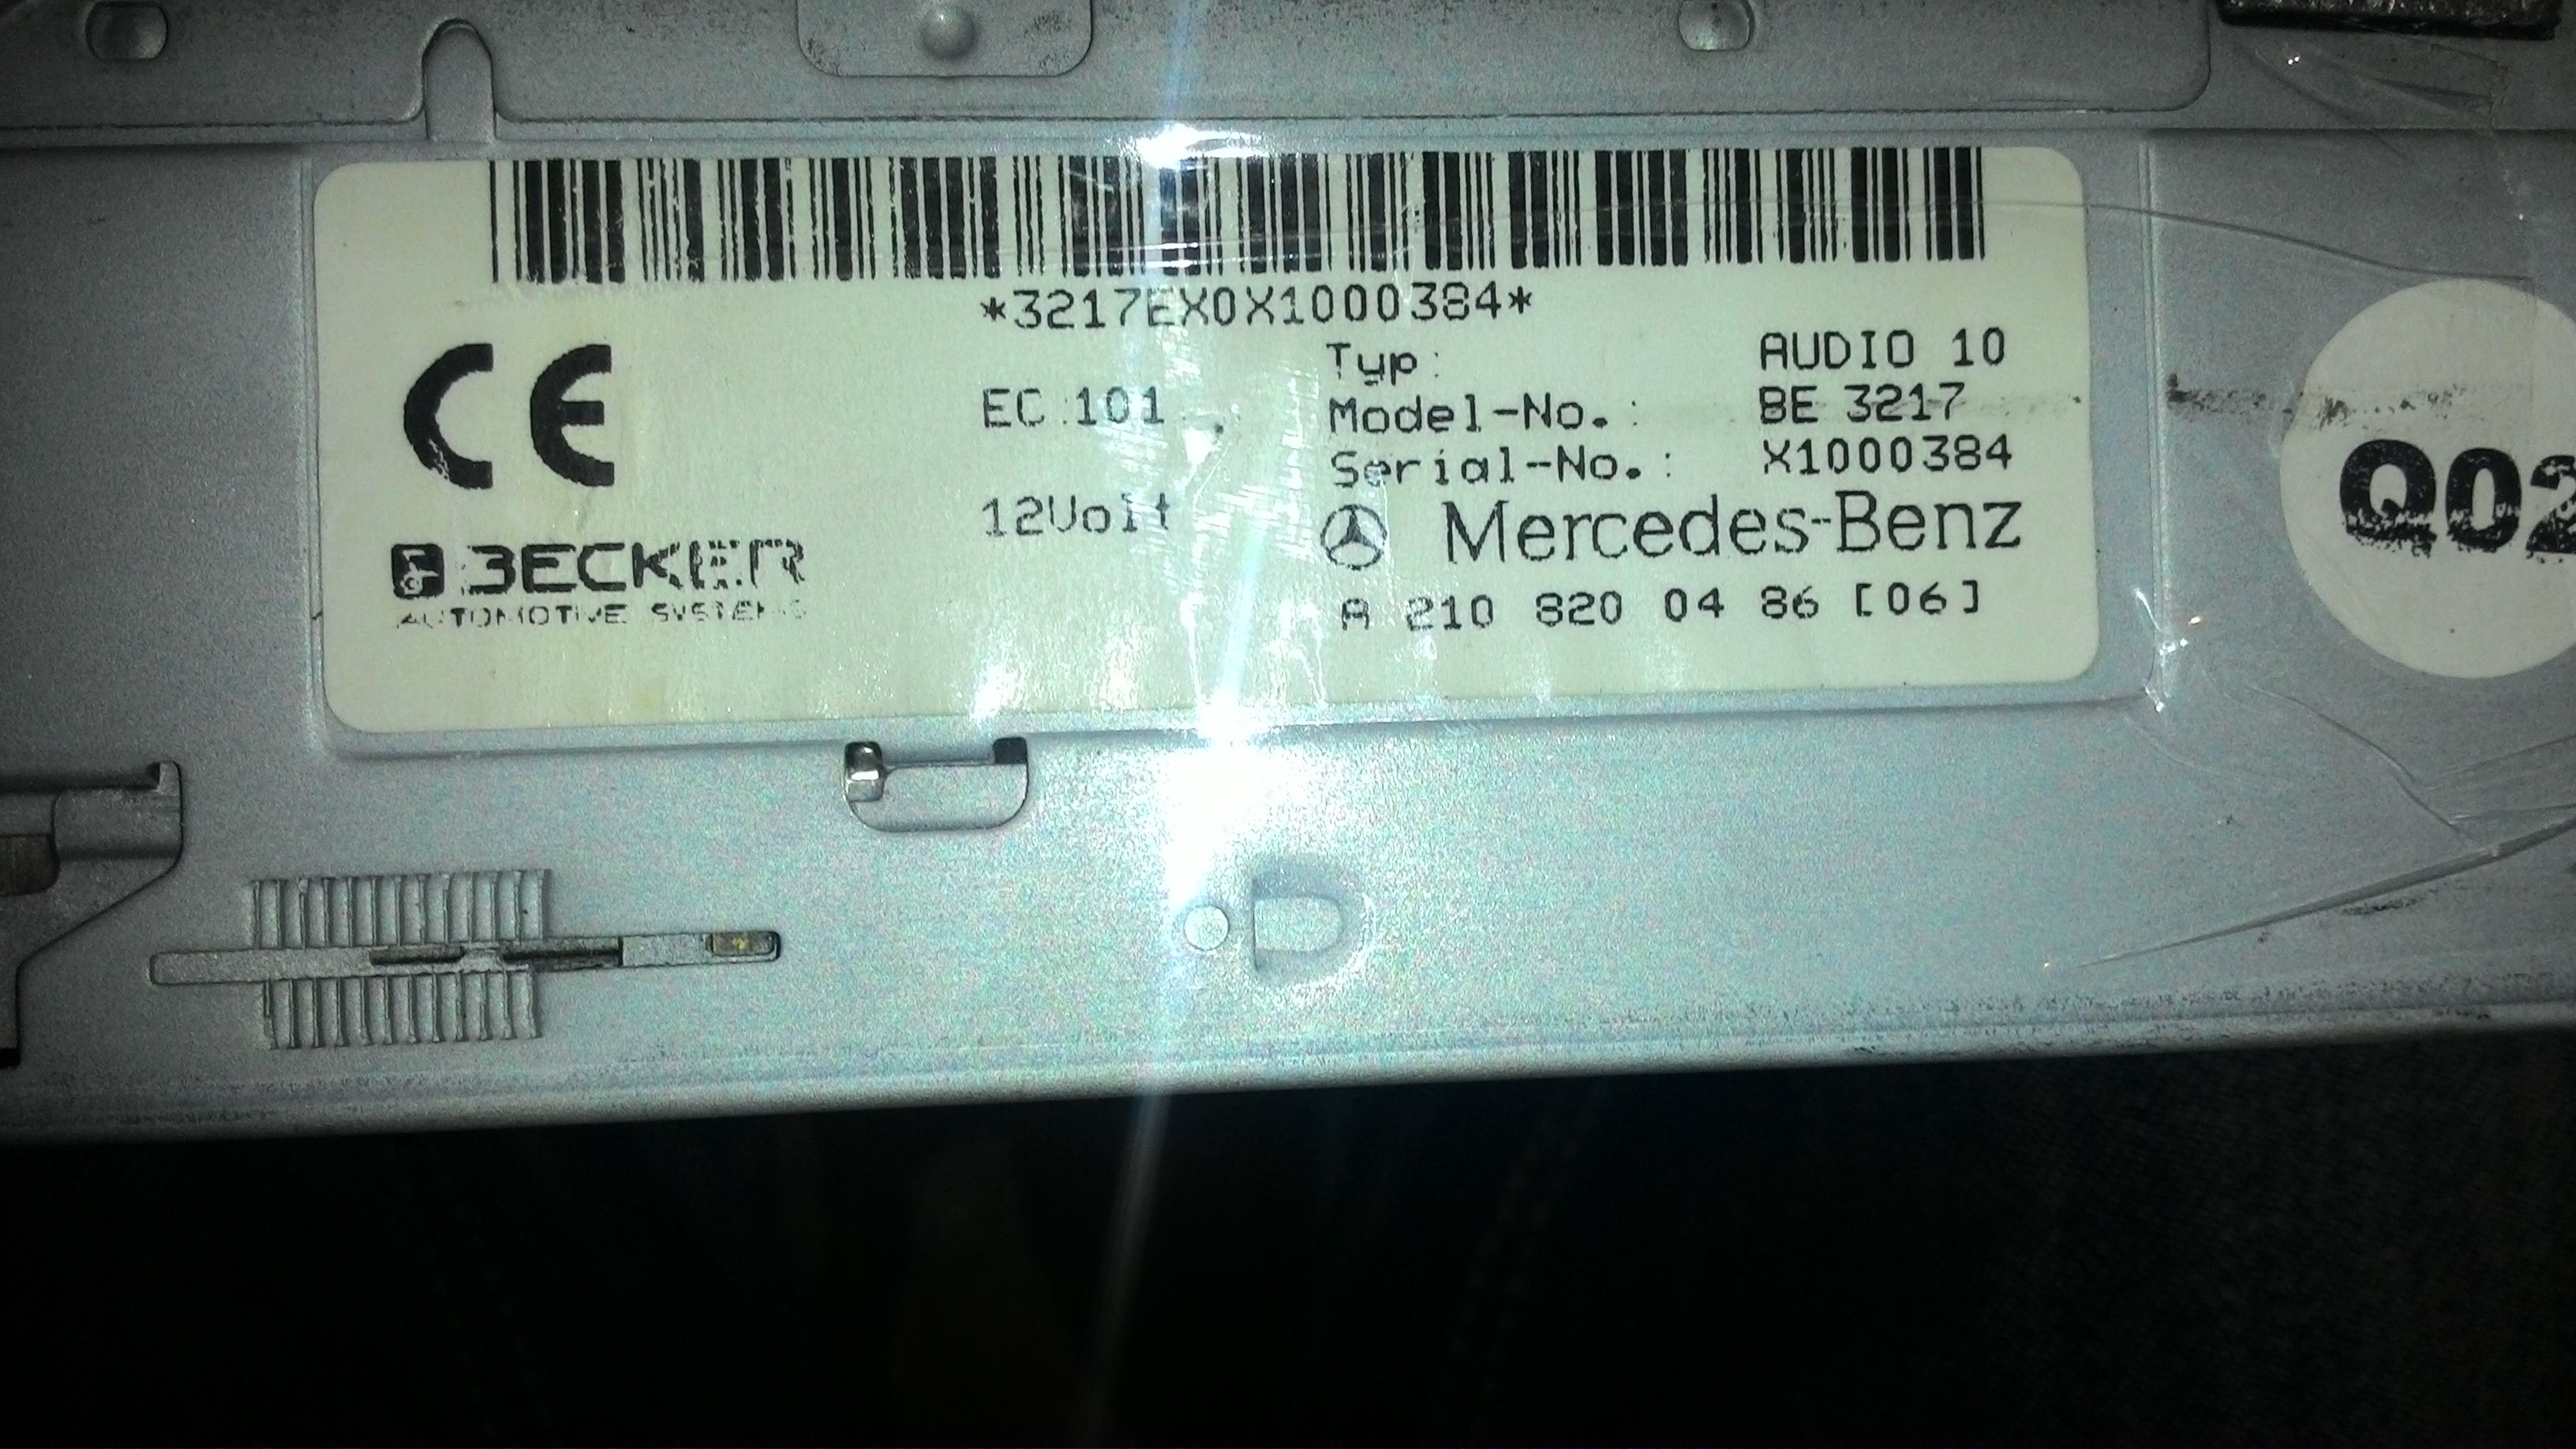 *3217EX0X1000384*
CE
EC:101
12Volt
BECKER
AUTOMOTIVE SYSTEMS
Typ: AUDIO 10
Model-No.: BE 3217
Serial-No.: X1000384
Mercedes-Benz
A 210 820 04 86 [06]
Q02